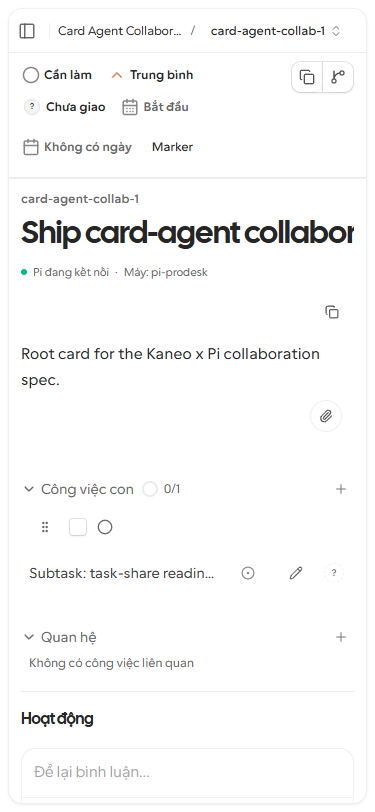 Card Agent Collabor... / card-agent-collab-1
Cần làm Trung bình
? Chưa giao Bắt đầu
Không có ngày Marker
card-agent-collab-1
Ship card-agent collabor
Pi đang kết nối · Máy: pi-prodesk
Root card for the Kaneo x Pi collaboration
spec.
Công việc con 0/1
Subtask: task-share readin... ?
Quan hệ
Không có công việc liên quan
Hoạt động
Để lại bình luận...